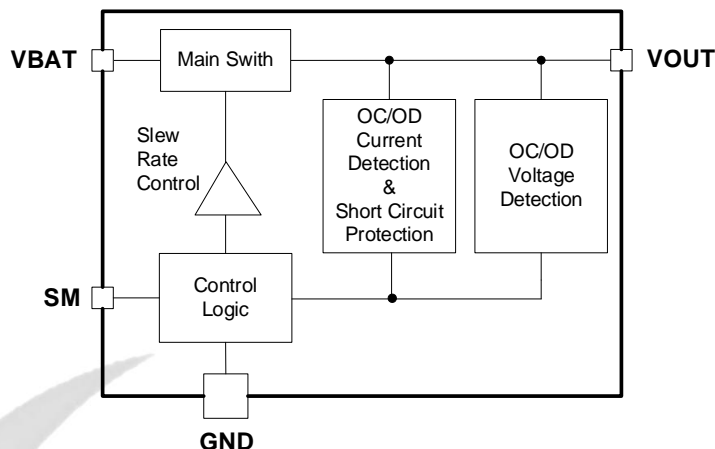 VBAT
Main Swith
VOUT
Slew
Rate
Control
OC/OD
Current
Detection
&
Short Circuit
Protection
OC/OD
Voltage
Detection
SM
Control
Logic
GND